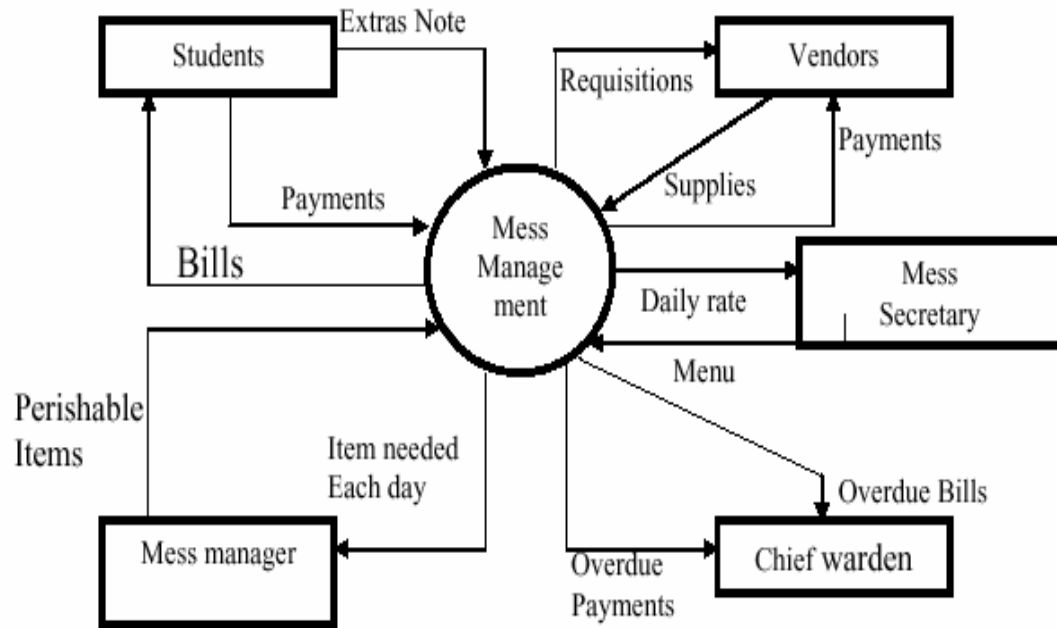 Extras Note
Students
Vendors
Requisitions
Payments
Supplies
Payments
Mess
Manage
ment
Bills
Mess
Secretary
Daily rate
Menu
Perishable
Items
Item needed
Each day
Overdue Bills
Mess manager
Chief warden
Overdue
Payments